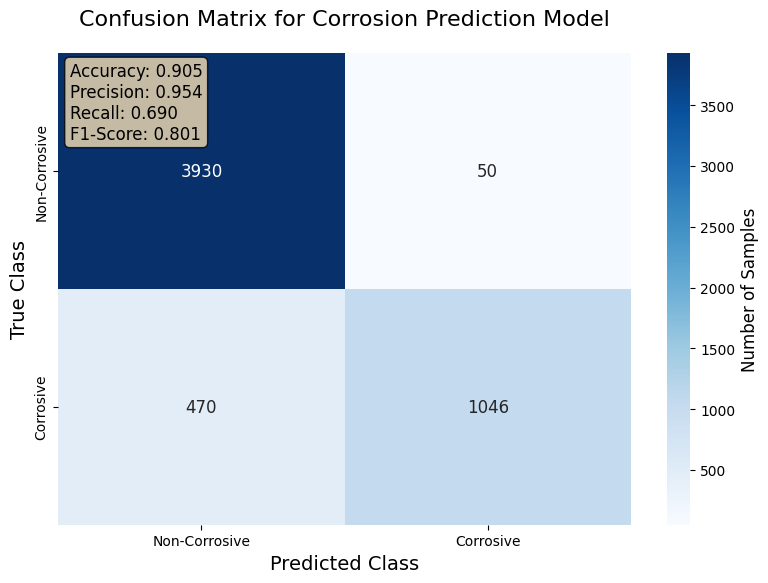 Confusion Matrix for Corrosion Prediction Model
Accuracy: 0.905
Precision: 0.954
Recall: 0.690
F1-Score: 0.801
3930
50
470
1046
True Class
Non-Corrosive
Corrosive
Non-Corrosive
Corrosive
Predicted Class
3500
3000
2500
2000
1500
1000
500
Number of Samples